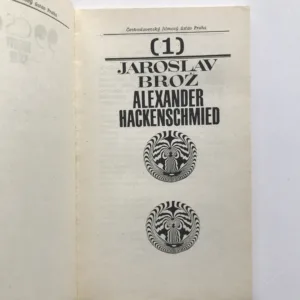 Československý filmový ústav Praha
(1)
JAROSLAV
BROŽ
ALEXANDER
HACKENSCHMIED